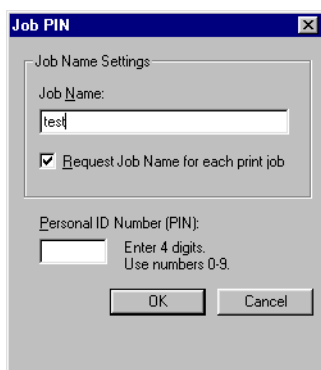 Job PIN
Job Name Settings
Job Name:
test
Request Job Name for each print job
Personal ID Number (PIN):
Enter 4 digits.
Use numbers 0-9.
OK Cancel